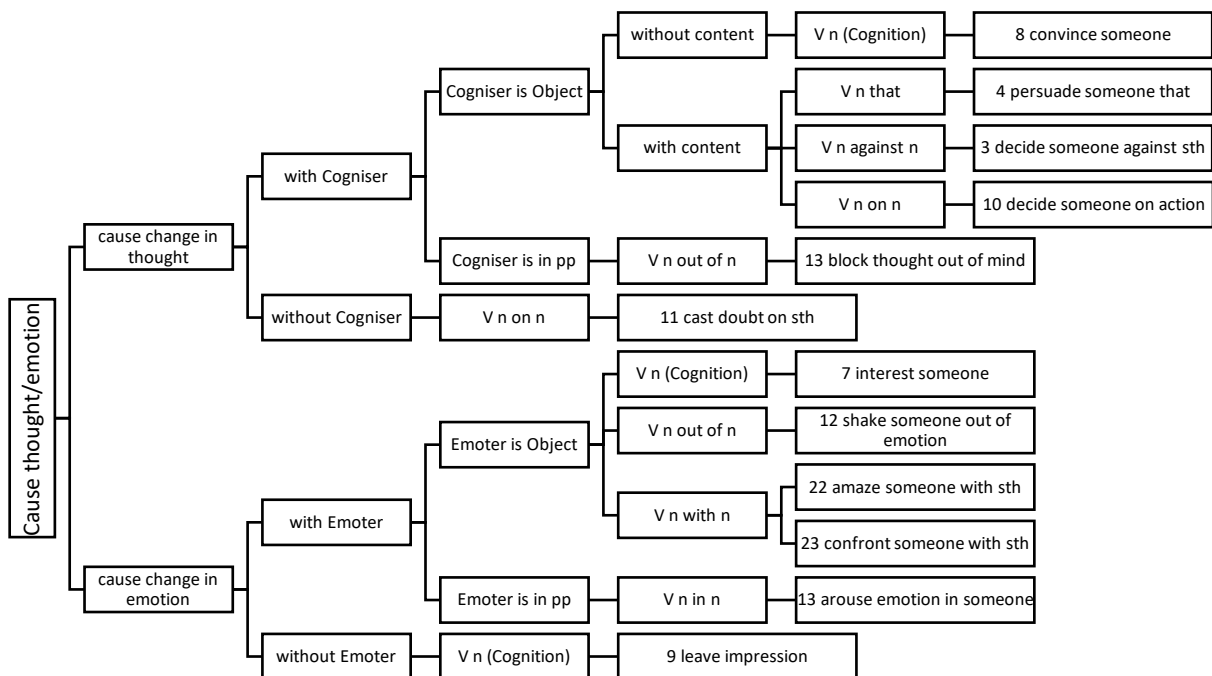 without content
V n (Cognition)
8 convince someone
Cogniser is Object
V n that
4 persuade someone that
with content
V n against n
3 decide someone against sth
with Cogniser
V n on n
10 decide someone on action
cause change in
thought
Cogniser is in pp
V n out of n
13 block thought out of mind
without Cogniser
V n on n
11 cast doubt on sth
Cause thought/emotion
V n (Cognition)
7 interest someone
Emoter is Object
V n out of n
12 shake someone out of
emotion
with Emoter
V n with n
22 amaze someone with sth
23 confront someone with sth
cause change in
emotion
Emoter is in pp
V n in n
13 arouse emotion in someone
without Emoter
V n (Cognition)
9 leave impression